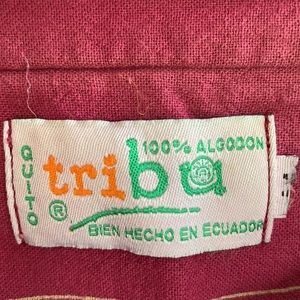 QUITO
100% ALGODON
tribu
®
BIEN HECHO EN ECUADOR